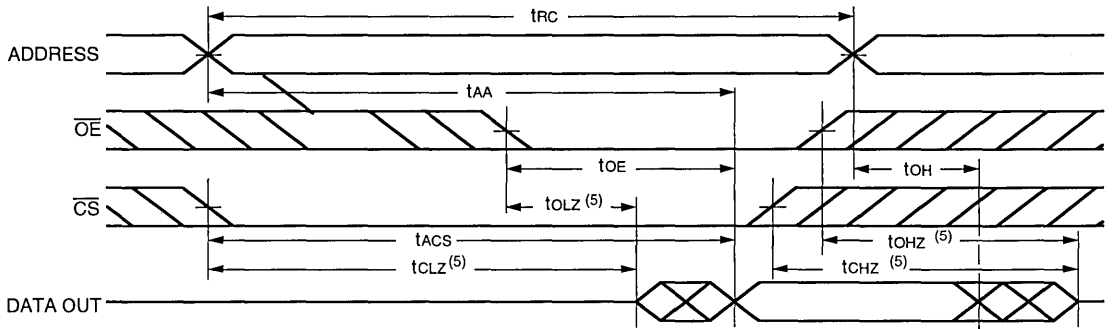 tRC
ADDRESS
tAA
OE
tOE
tOH
CS
tOLZ (5)
tACS
tOHZ (5)
tCLZ(5)
tCHZ (5)
DATA OUT